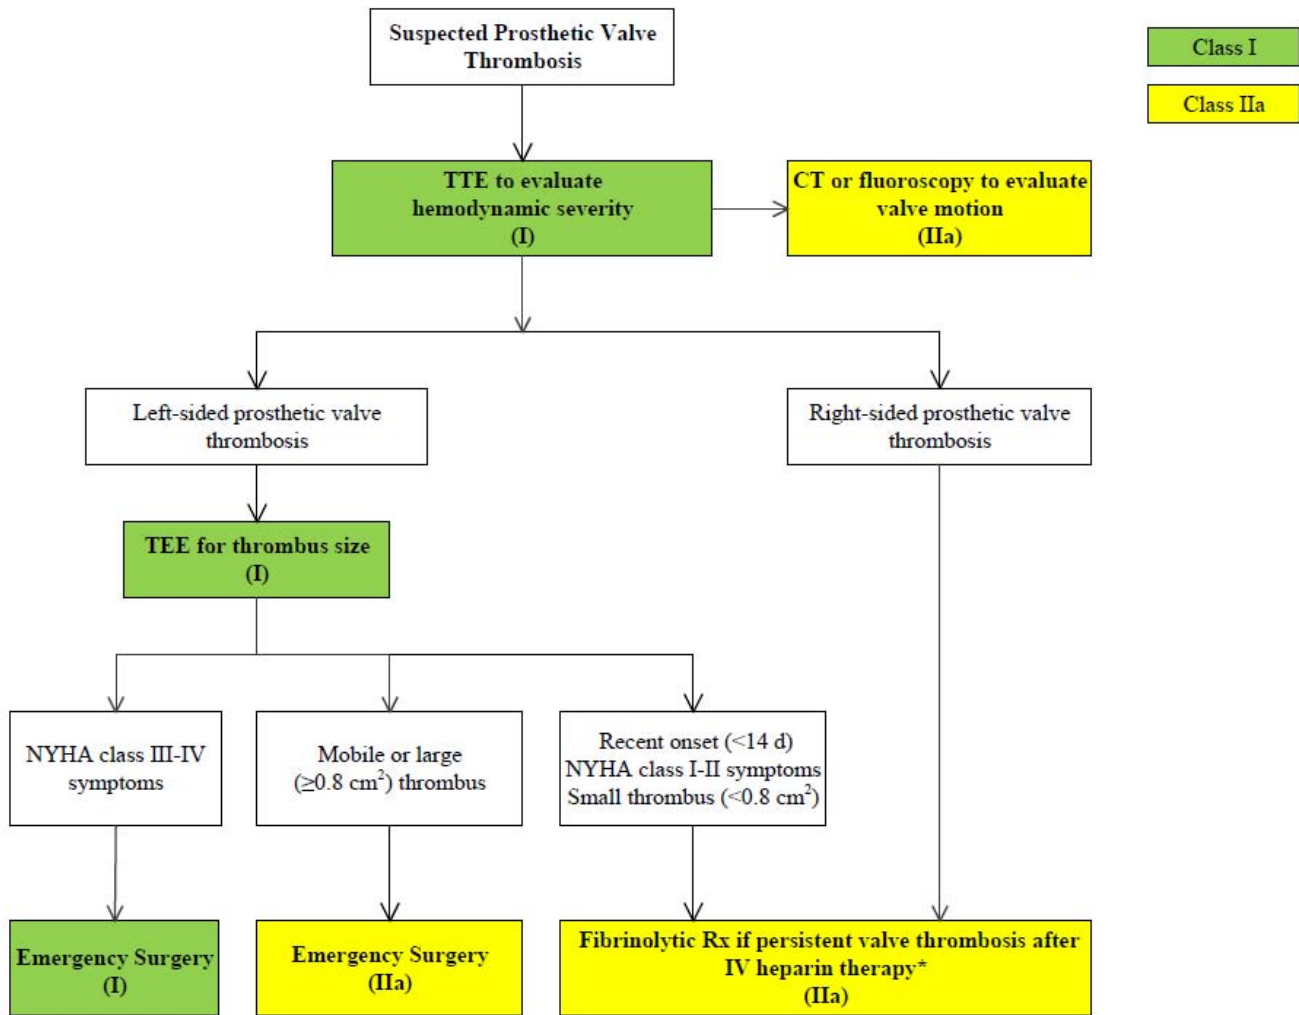 Suspected Prosthetic Valve
Thrombosis
Class I
Class IIa
TTE to evaluate
hemodynamic severity
(I)
CT or fluoroscopy to evaluate
valve motion
(IIa)
Left-sided prosthetic valve
thrombosis
Right-sided prosthetic valve
thrombosis
TEE for thrombus size
(I)
NYHA class III-IV
symptoms
Mobile or large
(≥0.8 cm²) thrombus
Recent onset (<14 d)
NYHA class I-II symptoms
Small thrombus (<0.8 cm²)
Emergency Surgery
(I)
Emergency Surgery
(IIa)
Fibrinolytic Rx if persistent valve thrombosis after
IV heparin therapy*
(IIa)